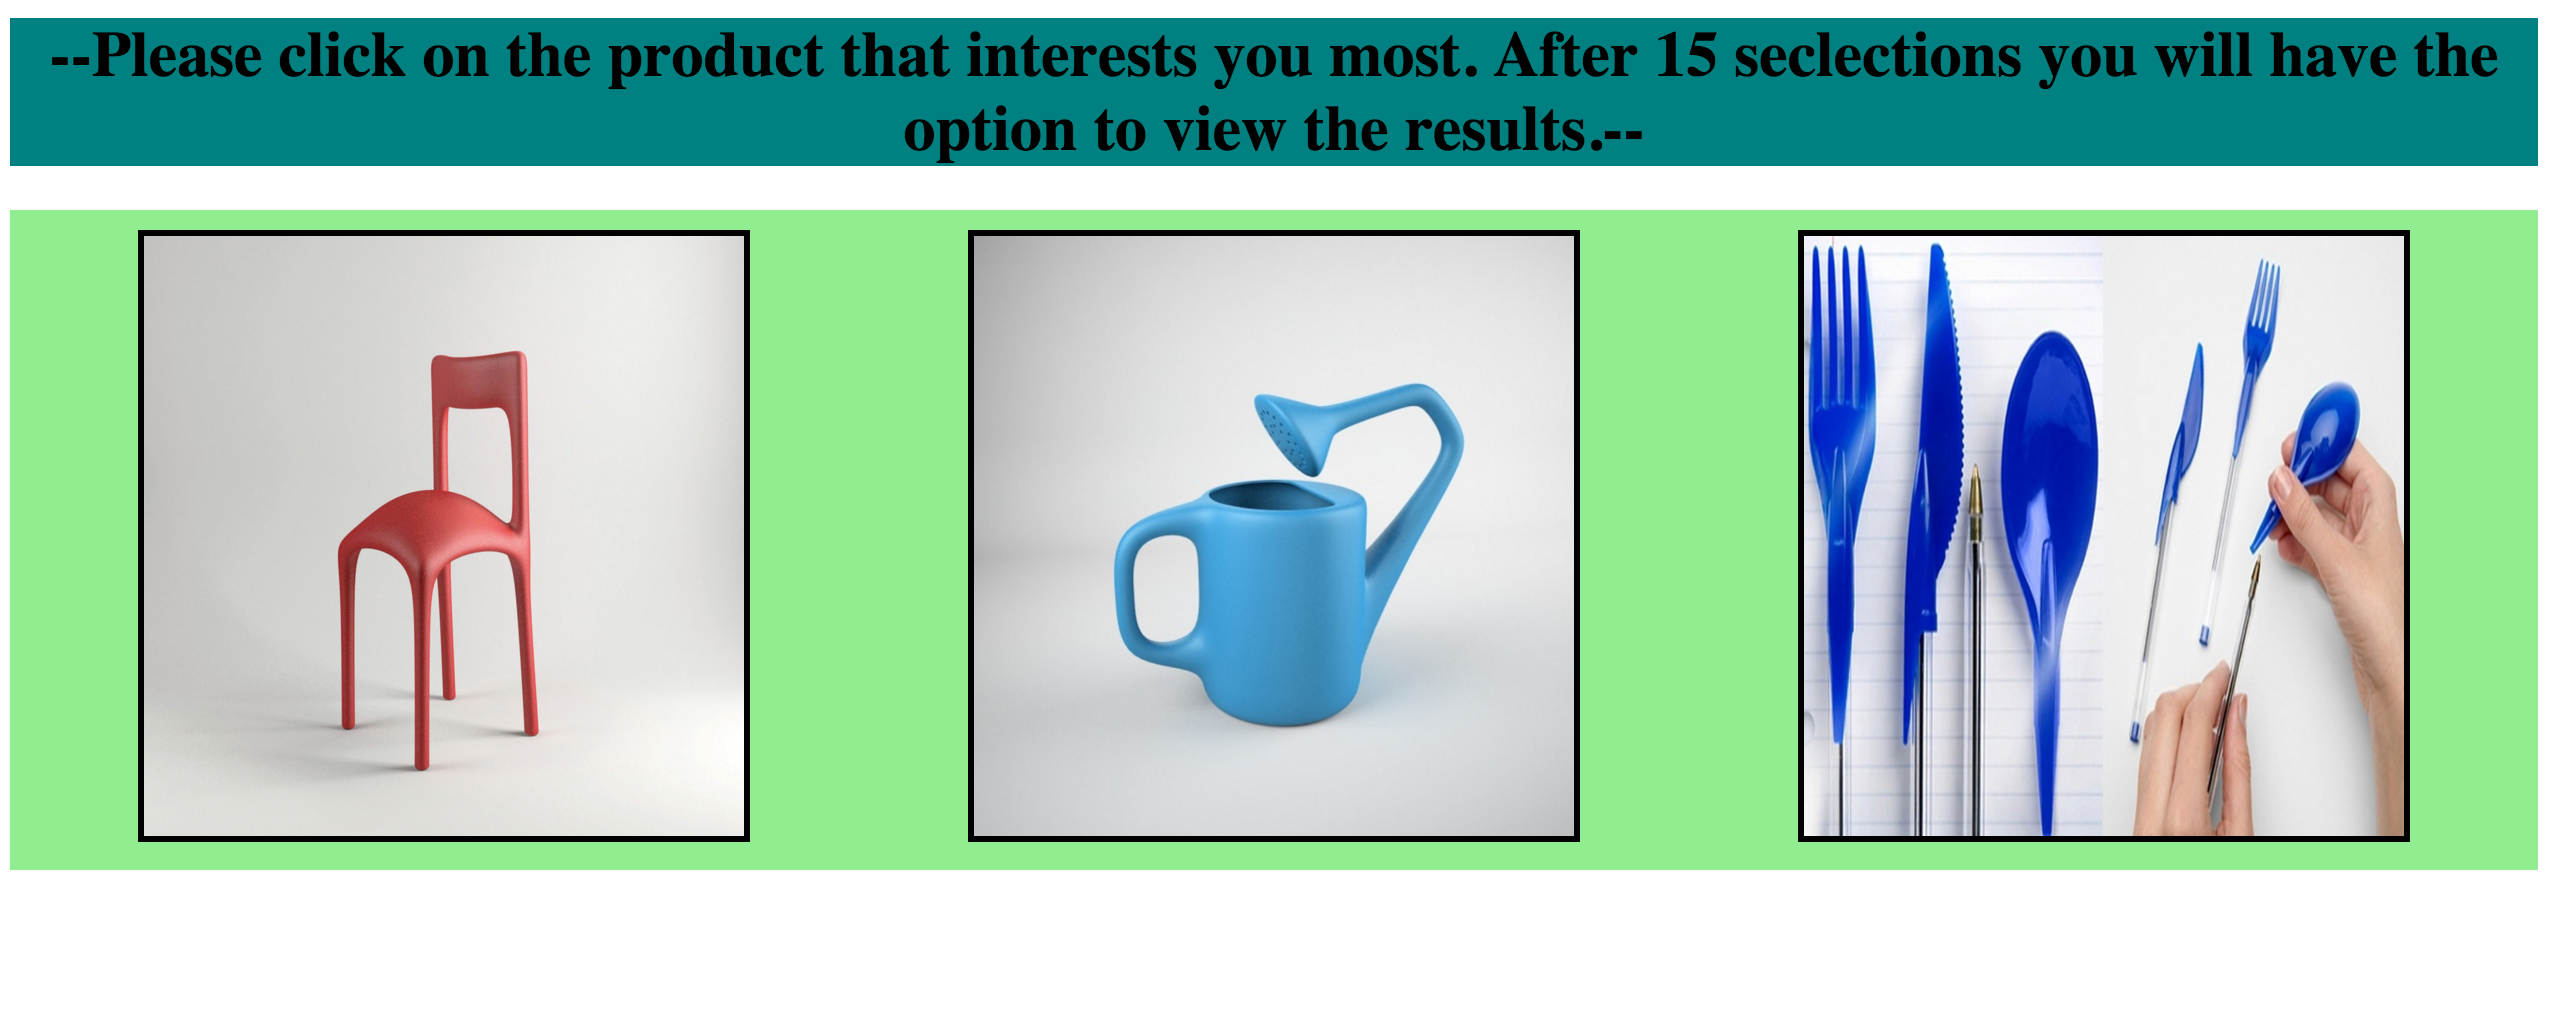 --Please click on the product that interests you most. After 15 seclections you will have the
option to view the results.--